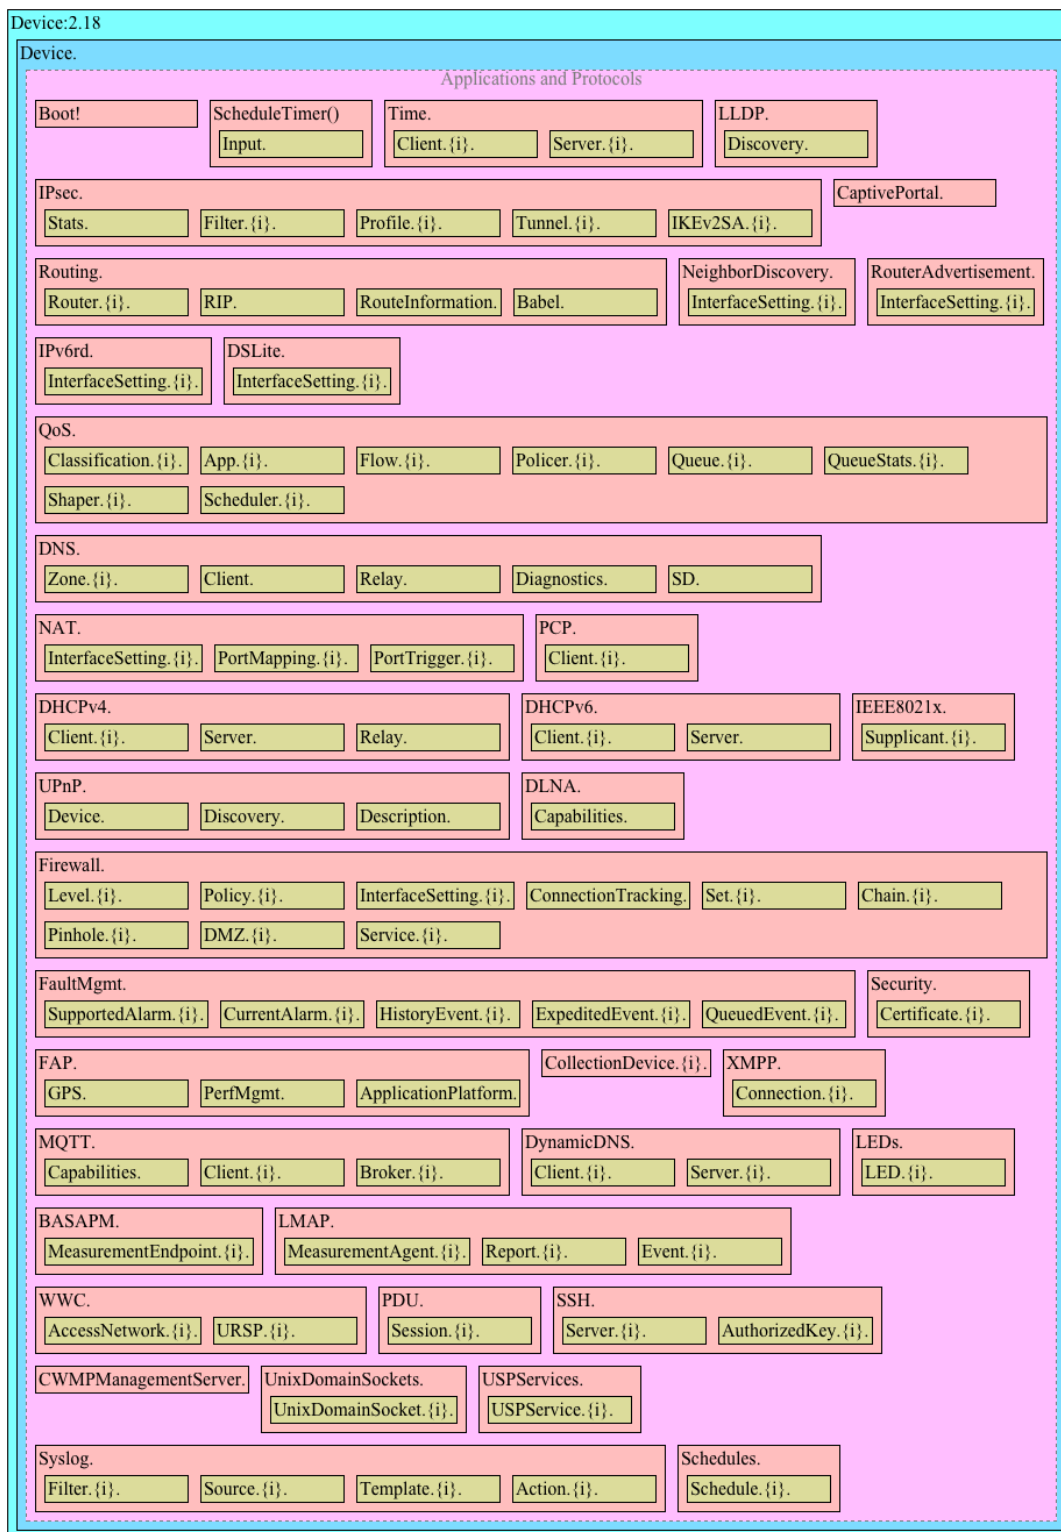 Device:2.18
Device.
Applications and Protocols
Boot! ScheduleTimer() Time. LLDP.
Input. Client.{i}. Server.{i}. Discovery.
IPsec. CaptivePortal.
Stats. Filter.{i}. Profile.{i}. Tunnel.{i}. IKEv2SA.{i}.
Routing. NeighborDiscovery. RouterAdvertisement.
Router.{i}. RIP. RouteInformation. Babel. InterfaceSetting.{i}. InterfaceSetting.{i}.
IPv6rd. DSLite.
InterfaceSetting.{i}. InterfaceSetting.{i}.
QoS.
Classification.{i}. App.{i}. Flow.{i}. Policer.{i}. Queue.{i}. QueueStats.{i}.
Shaper.{i}. Scheduler.{i}.
DNS.
Zone.{i}. Client. Relay. Diagnostics. SD.
NAT. PCP.
InterfaceSetting.{i}. PortMapping.{i}. PortTrigger.{i}. Client.{i}.
DHCPv4. DHCPv6. IEEE8021x.
Client.{i}. Server. Relay. Client.{i}. Server. Supplicant.{i}.
UPnP. DLNA.
Device. Discovery. Description. Capabilities.
Firewall.
Level.{i}. Policy.{i}. InterfaceSetting.{i}. ConnectionTracking. Set.{i}. Chain.{i}.
Pinhole.{i}. DMZ.{i}. Service.{i}.
FaultMgmt. Security.
SupportedAlarm.{i}. CurrentAlarm.{i}. HistoryEvent.{i}. ExpeditedEvent.{i}. QueuedEvent.{i}. Certificate.{i}.
FAP. CollectionDevice.{i}. XMPP.
GPS. PerfMgmt. ApplicationPlatform. Connection.{i}.
MQTT. DynamicDNS. LEDs.
Capabilities. Client.{i}. Broker.{i}. Client.{i}. Server.{i}. LED.{i}.
BASAPM. LMAP.
MeasurementEndpoint.{i}. MeasurementAgent.{i}. Report.{i}. Event.{i}.
WWC. PDU. SSH.
AccessNetwork.{i}. URSP.{i}. Session.{i}. Server.{i}. AuthorizedKey.{i}.
CWMPManagementServer. UnixDomainSockets. USPServices.
UnixDomainSocket.{i}. USPService.{i}.
Syslog. Schedules.
Filter.{i}. Source.{i}. Template.{i}. Action.{i}. Schedule.{i}.